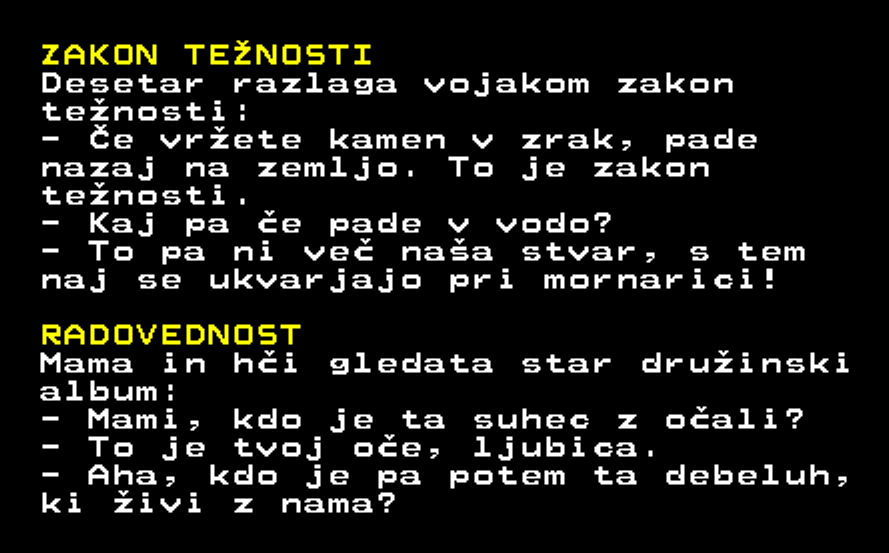 ZAKON TEŽNOSTI
Desetar razlaga vojakom zakon
težnosti:
- Če vržete kamen v zrak, pade
nazaj na zemljo. To je zakon
težnosti.
- Kaj pa če pade v vodo?
- To pa ni več naša stvar, s tem
naj se ukvarjajo pri mornarici!
RADOVEDNOST
Mama in hči gledata star družinski
album:
- Mami, kdo je ta suhec z očali?
- To je tvoj oče, ljubica.
- Aha, kdo je pa potem ta debeluh,
ki živi z nama?